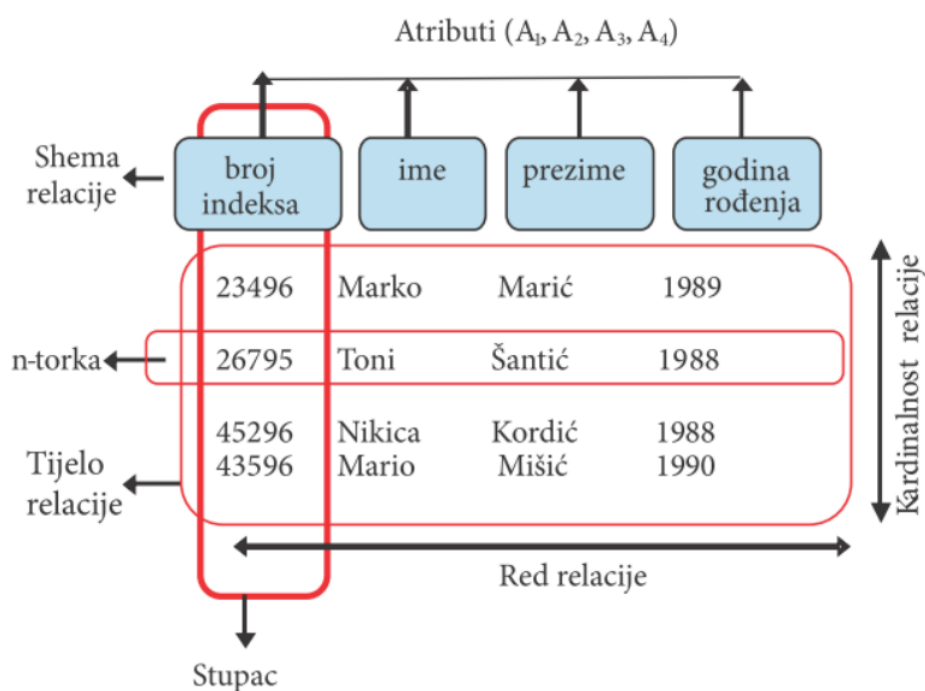 Atributi (A₁, A₂, A₃, A₄)
Shema
relacije
broj
indeksa
ime
prezime
godina
rođenja
23496 Marko Marić 1989
n-torka
26795 Toni Šantić 1988
45296 Nikica Kordić 1988
43596 Mario Mišić 1990
Tijelo
relacije
Kardinalnost relacije
Red relacije
Stupac